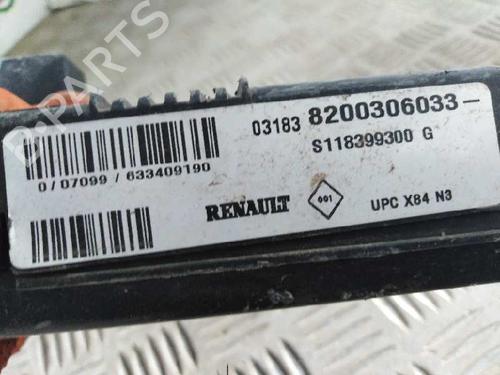 03183 8200306033-
S118399300 G
0 / 07099 / 633409190
RENAULT 001 UPC X84 N3
B-PARTS